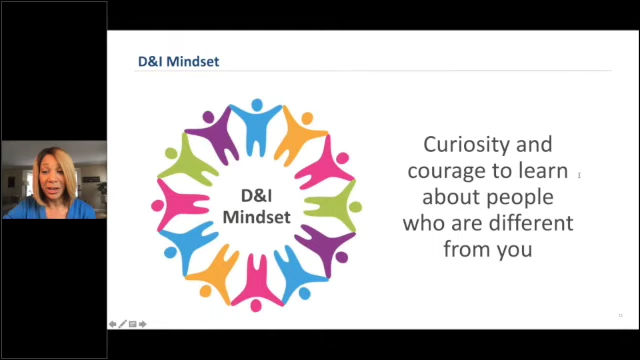 D&I Mindset
D&I
Mindset
Curiosity and
courage to learn
about people
who are different
from you